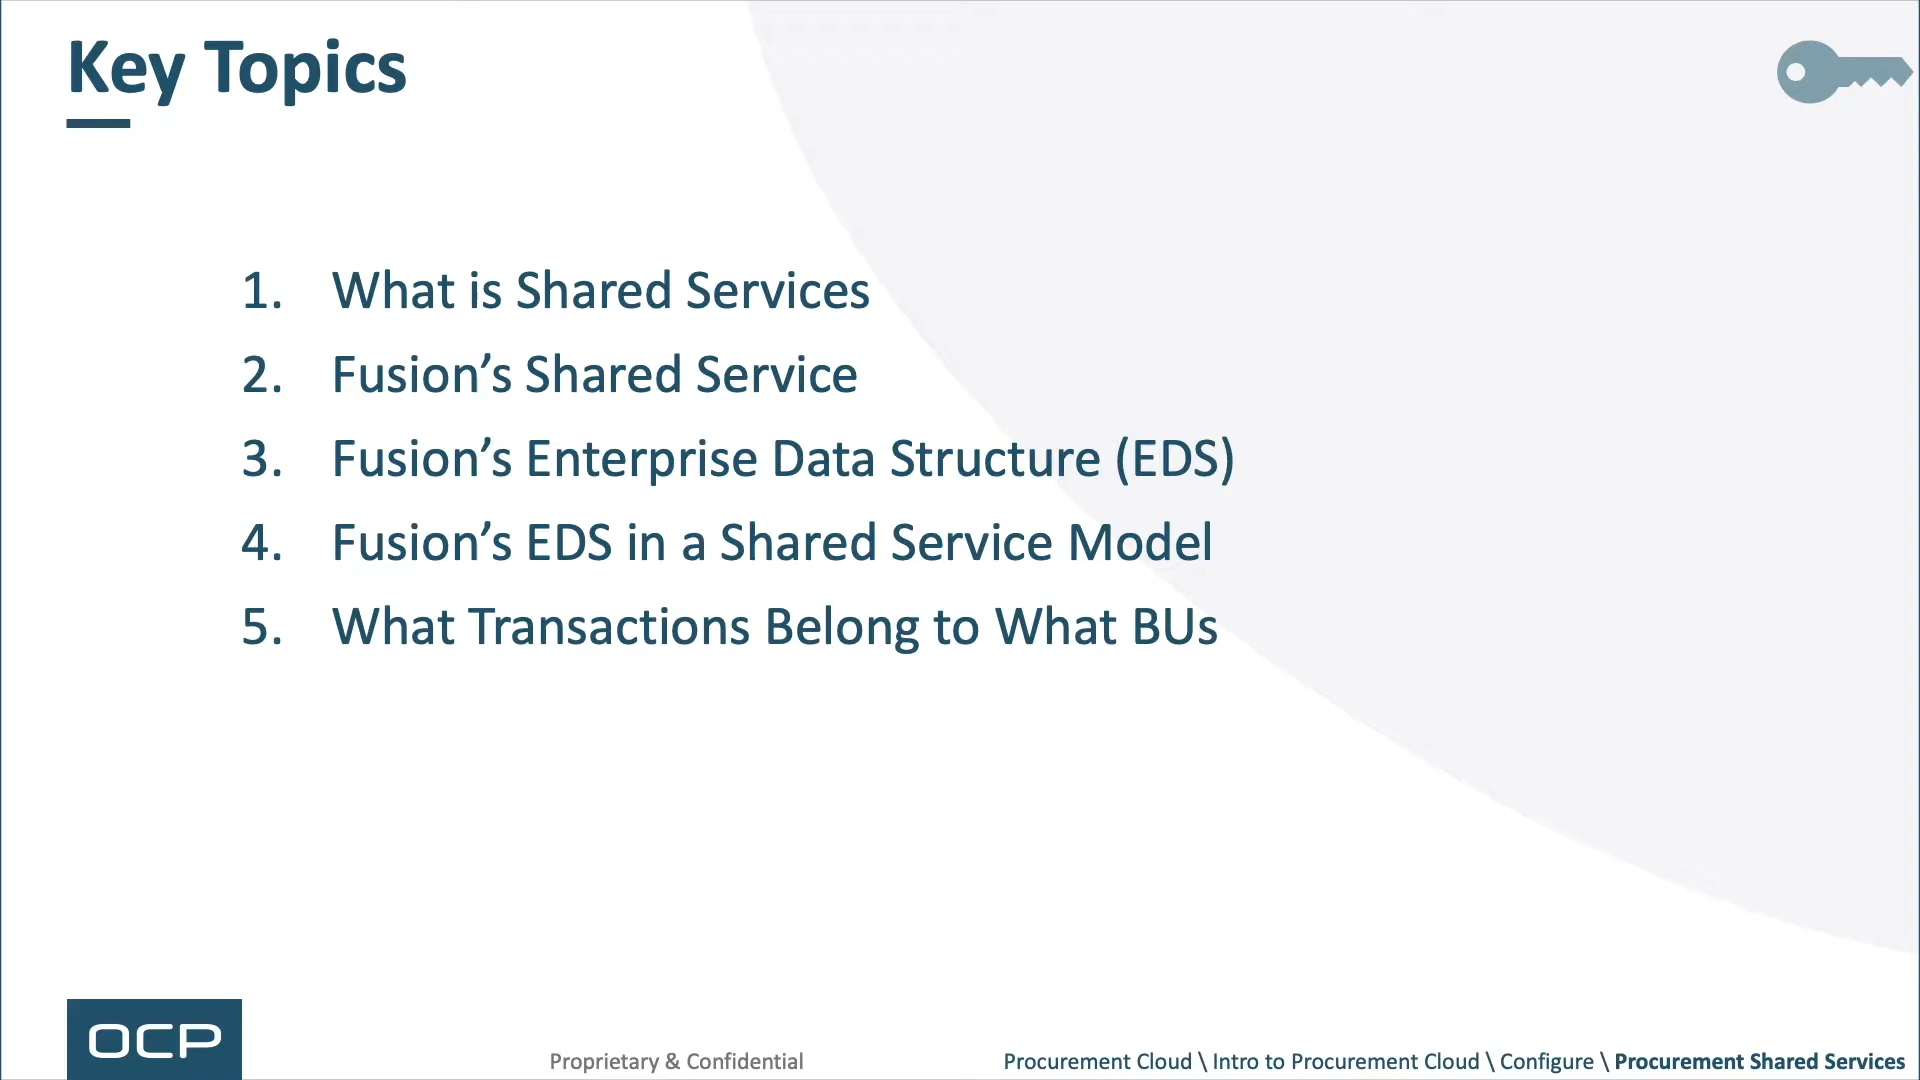 Key Topics
1. What is Shared Services
2. Fusion’s Shared Service
3. Fusion’s Enterprise Data Structure (EDS)
4. Fusion’s EDS in a Shared Service Model
5. What Transactions Belong to What BUs
OCP
Proprietary & Confidential
Procurement Cloud \ Intro to Procurement Cloud \ Configure \ Procurement Shared Services